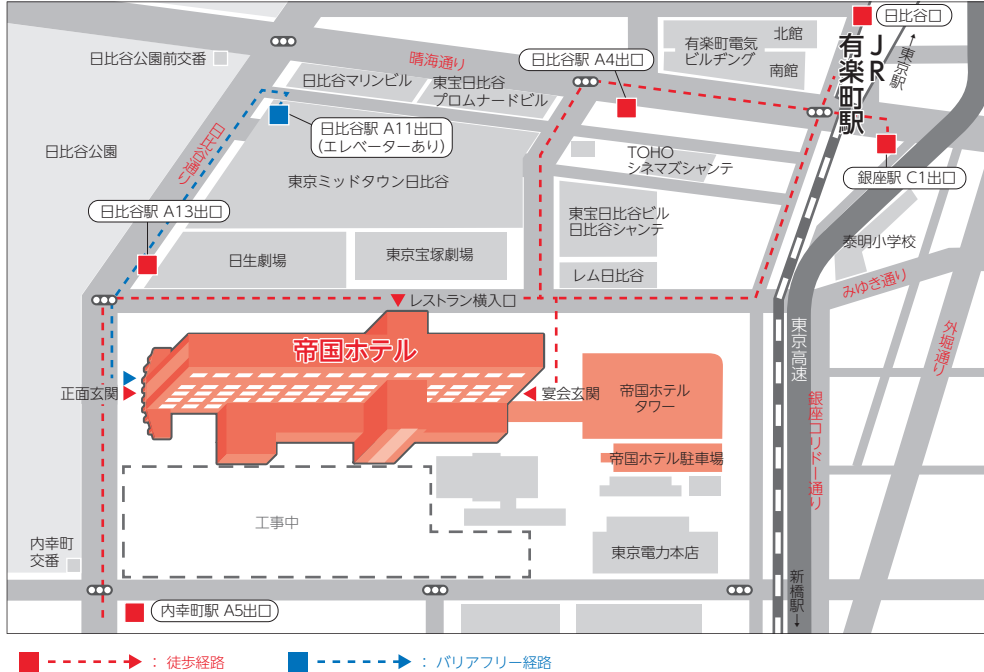 日比谷口
JR
有楽町駅
←東京駅
北館
有楽町電気
ビルヂング
南館
晴海通り
日比谷公園前交番
日比谷マリンビル
東宝日比谷
プロムナードビル
日比谷駅 A4出口
日比谷駅 A11出口
(エレベーターあり)
日比谷公園
日比谷通り
東京ミッドタウン日比谷
TOHO
シネマズシャンテ
銀座駅 C1出口
日比谷駅 A13出口
東宝日比谷ビル
日比谷シャンテ
泰明小学校
日生劇場
東京宝塚劇場
レム日比谷
みゆき通り
レストラン横入口
外堀通り
東京高速
帝国ホテル
正面玄関
宴会玄関
帝国ホテル
タワー
銀座コリドー通り
帝国ホテル駐車場
工事中
内幸町
交番
東京電力本店
新橋駅→
内幸町駅 A5出口
：徒歩経路
：バリアフリー経路